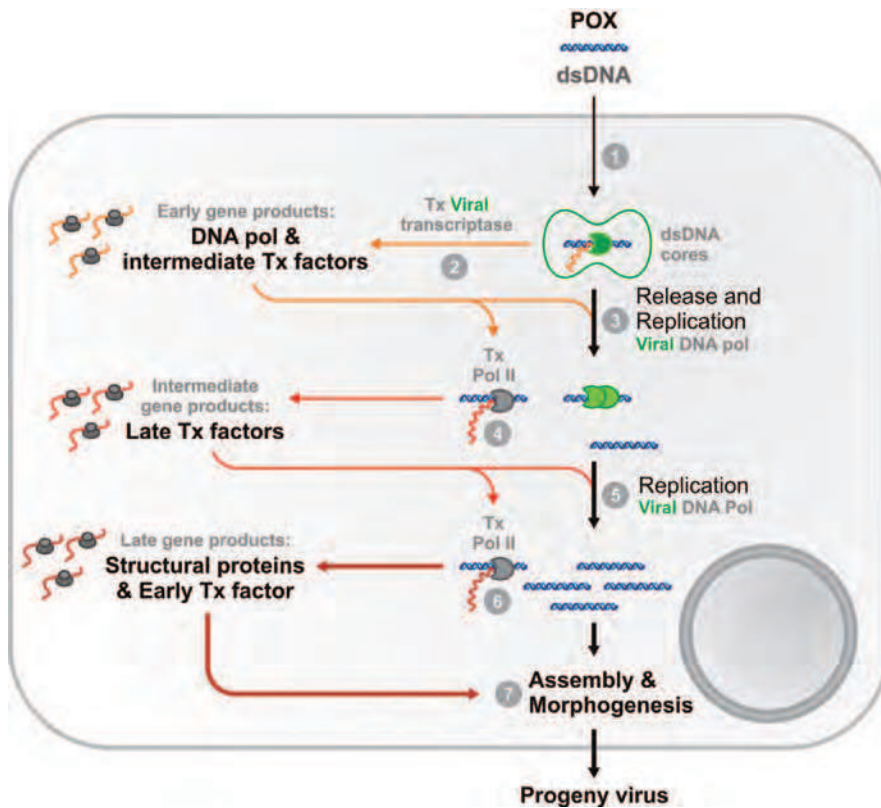 POX
dsDNA
1
Tx Viral
transcriptase
2
Early gene products:
DNA pol &
intermediate Tx factors
dsDNA
cores
3
Release and
Replication
Viral DNA pol
Tx
Pol II
4
Intermediate
gene products:
Late Tx factors
5
Replication
Viral DNA Pol
Tx
Pol II
6
Late gene products:
Structural proteins
& Early Tx factor
7
Assembly &
Morphogenesis
Progeny virus